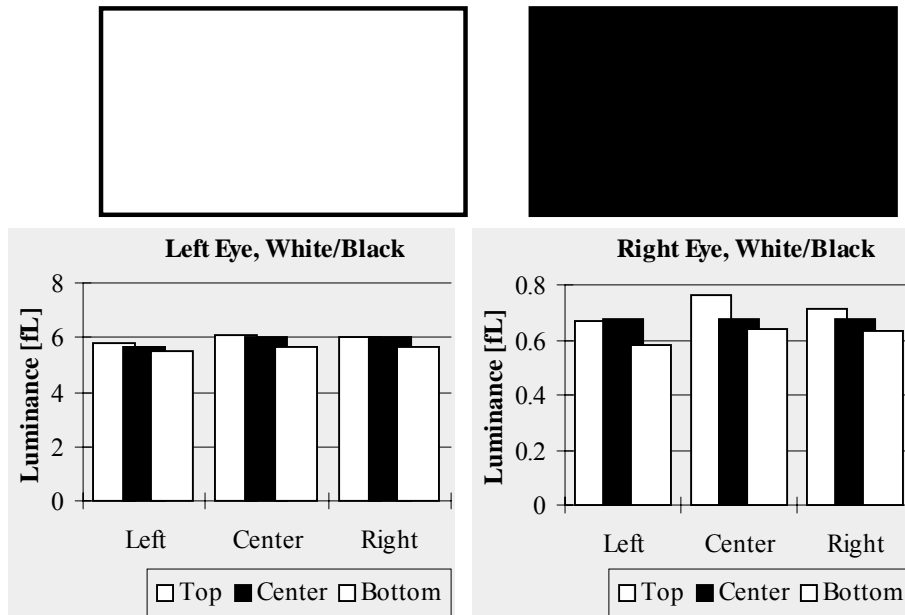 Left Eye, White/Black
Luminance [fL]
8
6
4
2
0
Left Center Right
Top Center Bottom
Right Eye, White/Black
Luminance [fL]
0.8
0.6
0.4
0.2
0
Left Center Right
Top Center Bottom